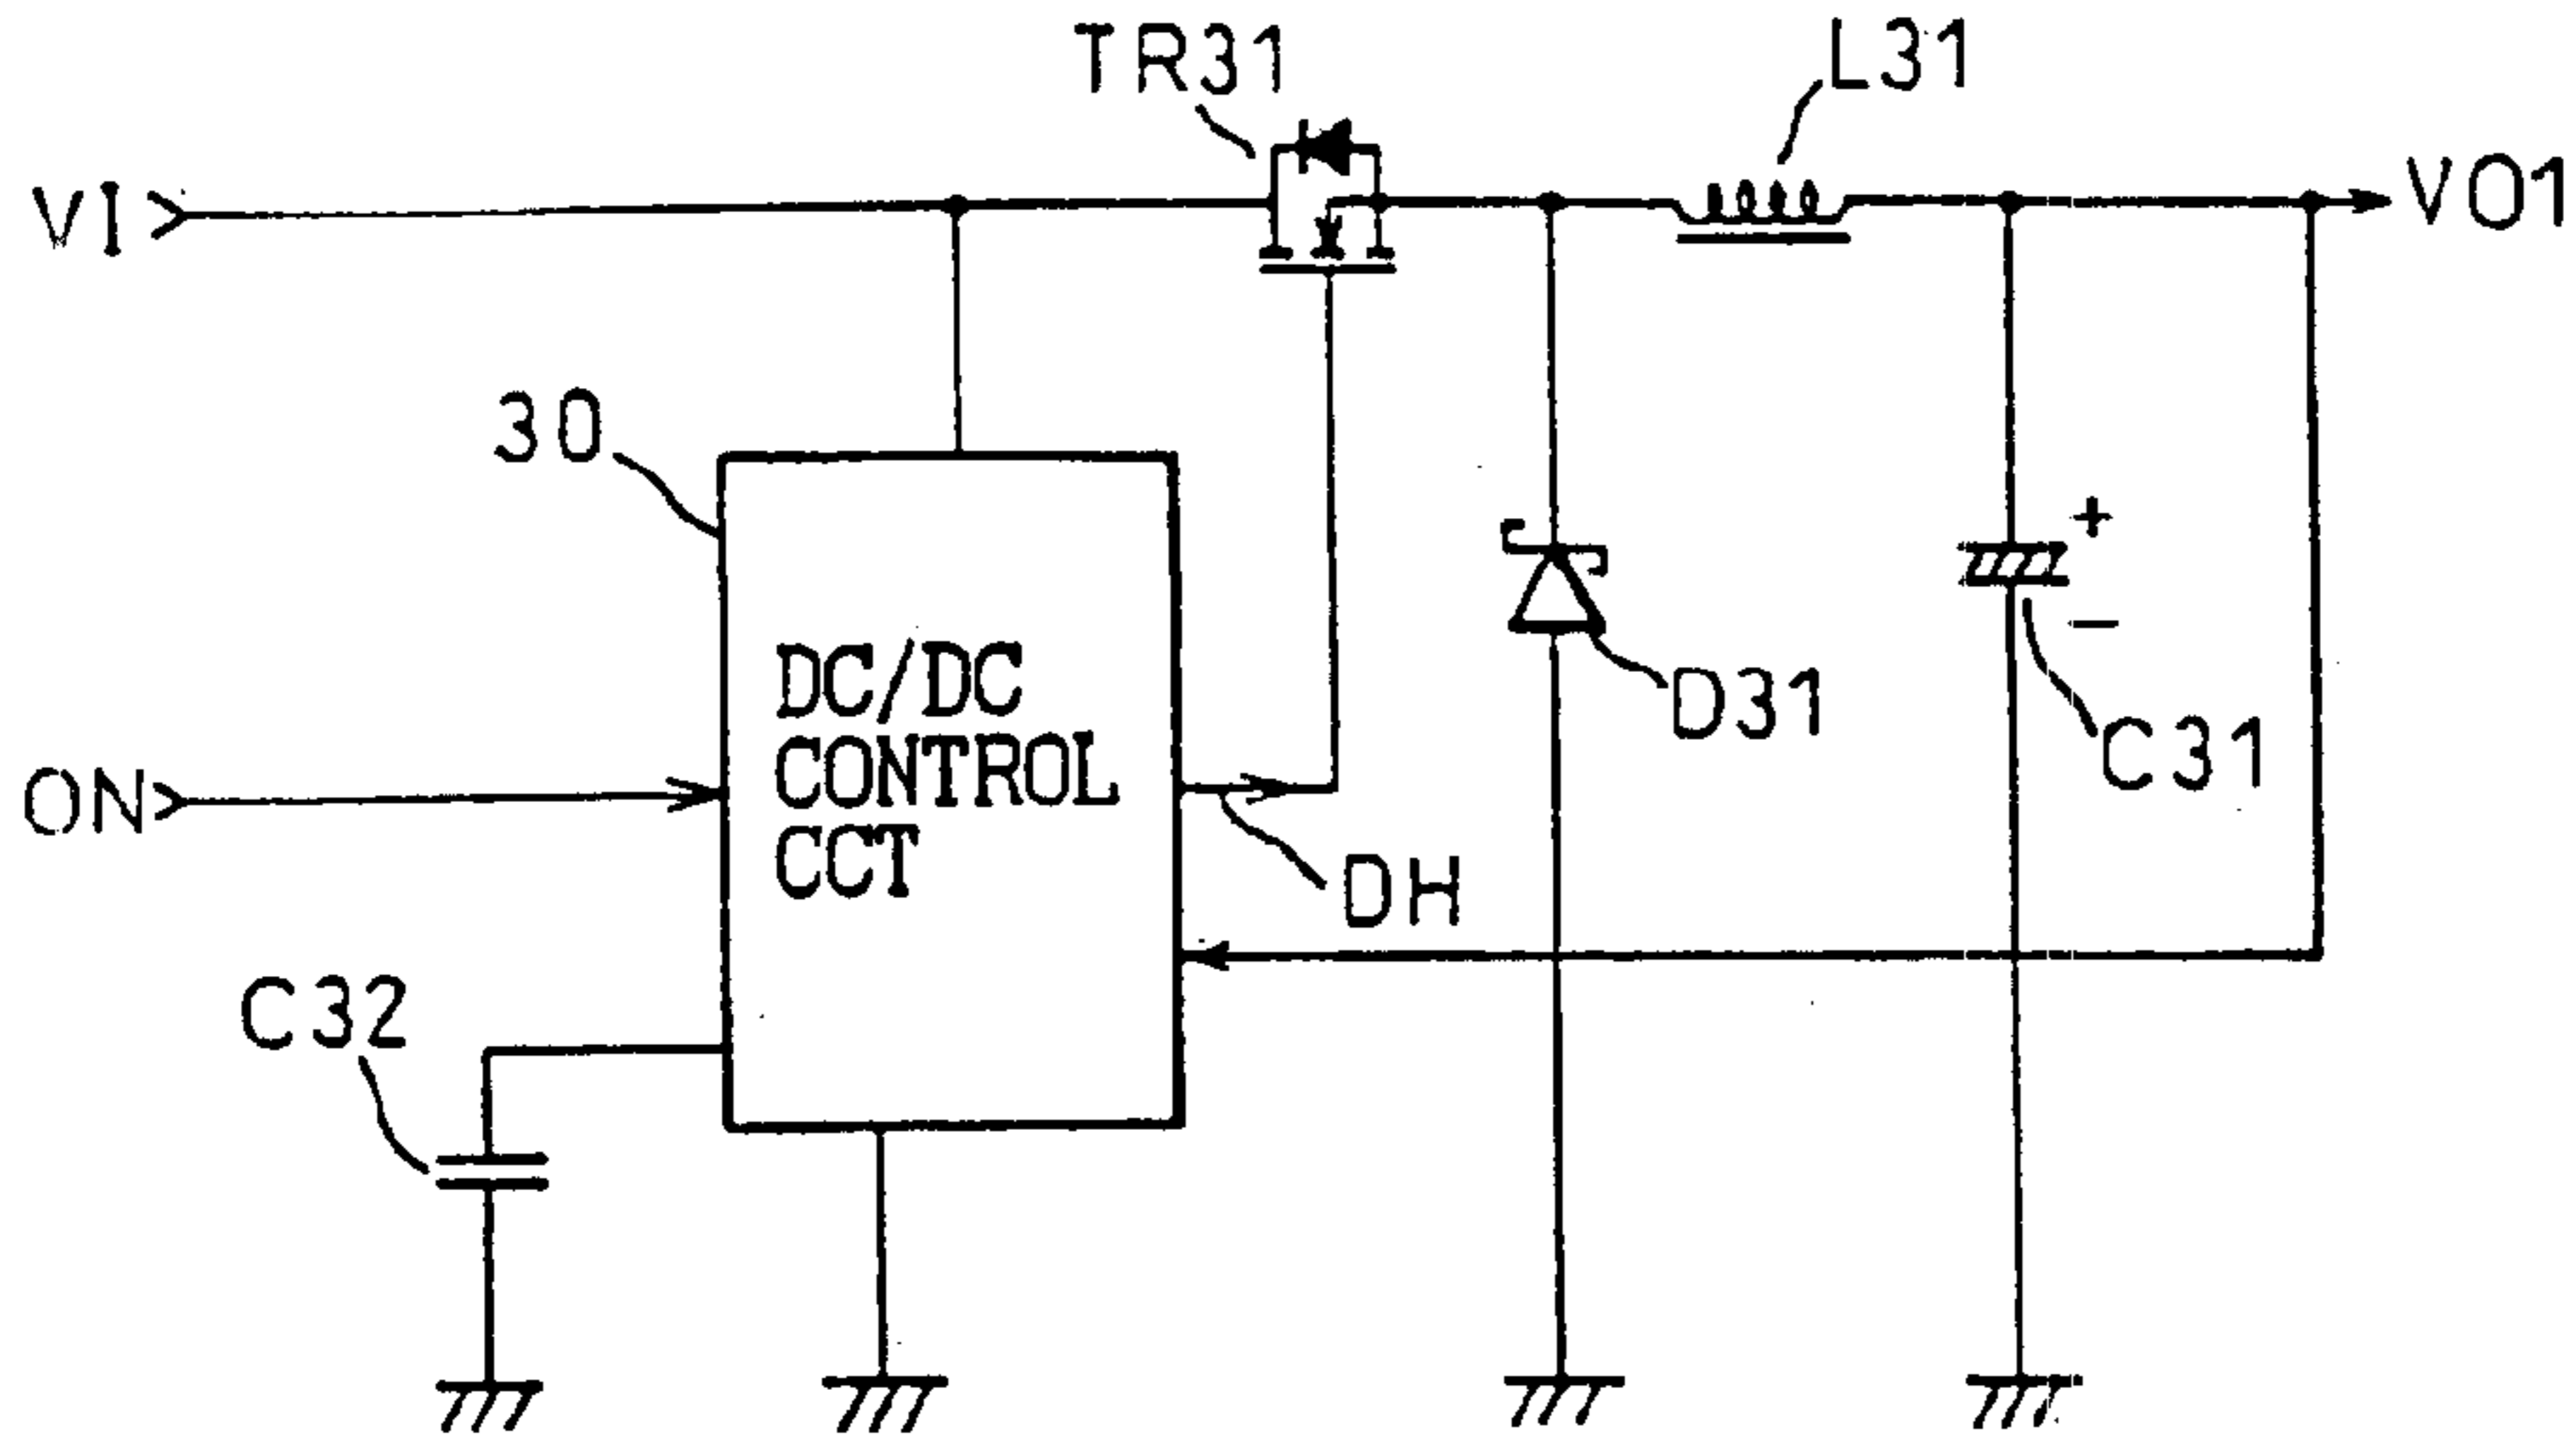 TR31
L31
VI
VO1
30
+
−
DC/DC
CONTROL
CCT
D31
C31
ON
DH
C32